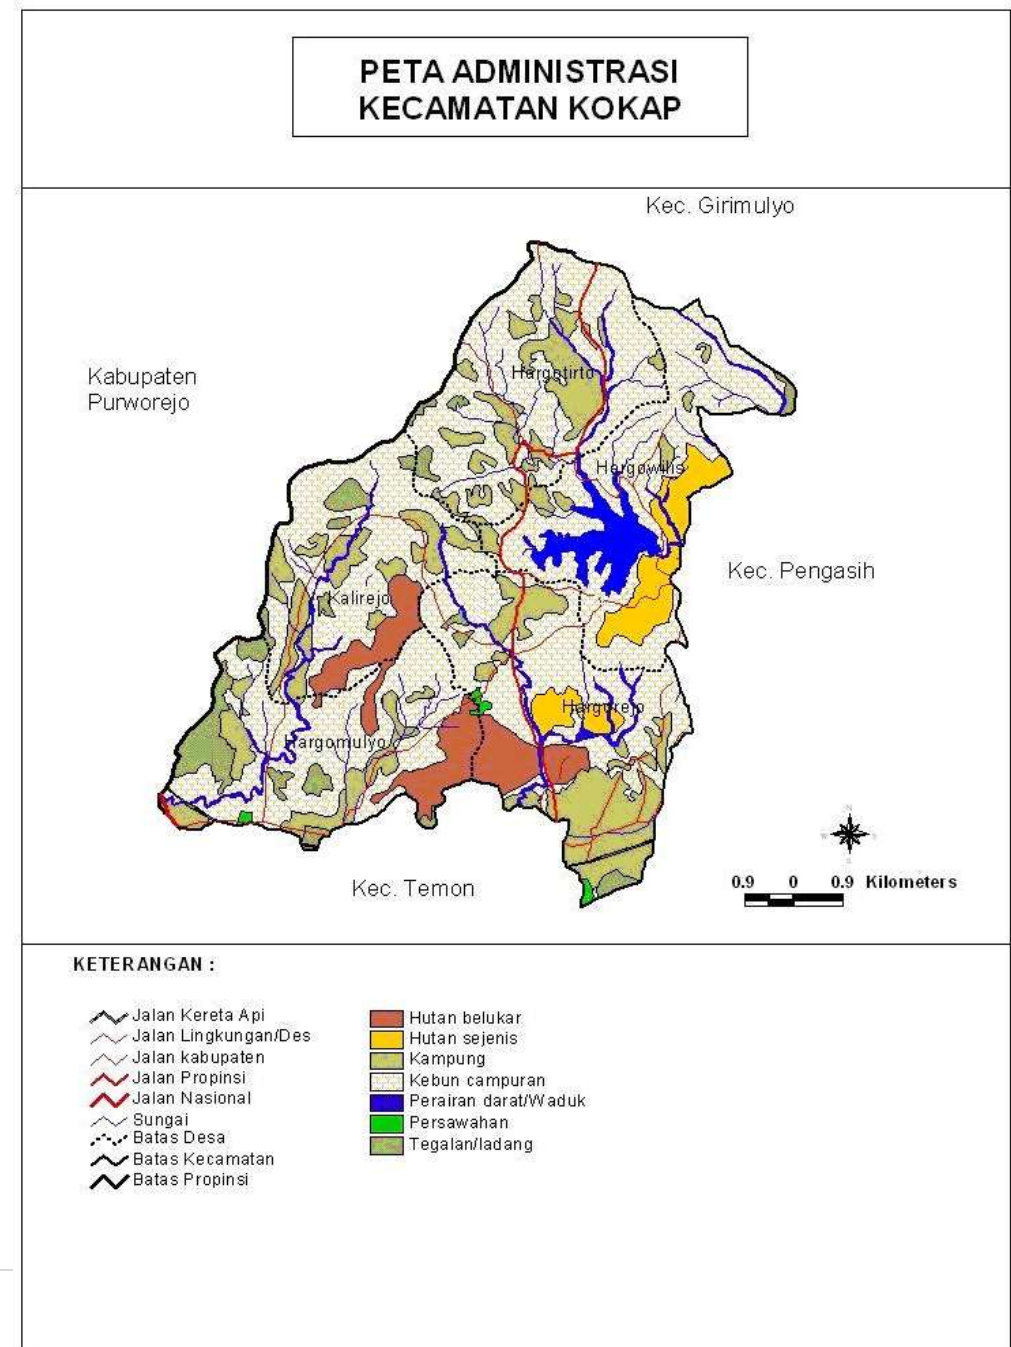 PETA ADMINISTRASI
KECAMATAN KOKAP
Kec. Girimulyo
Kabupaten
Purworejo
Hargotirto
Hargowilis
Kec. Pengasih
Kalirejo
Hargorejo
Hargomulyo
Kec. Temon
0.9 0 0.9 Kilometers
KETERANGAN :
Jalan Kereta Api
Jalan Lingkungan/Des
Jalan kabupaten
Jalan Propinsi
Jalan Nasional
Sungai
Batas Desa
Batas Kecamatan
Batas Propinsi
Hutan belukar
Hutan sejenis
Kampung
Kebun campuran
Perairan darat/Waduk
Persawahan
Tegalan/ladang